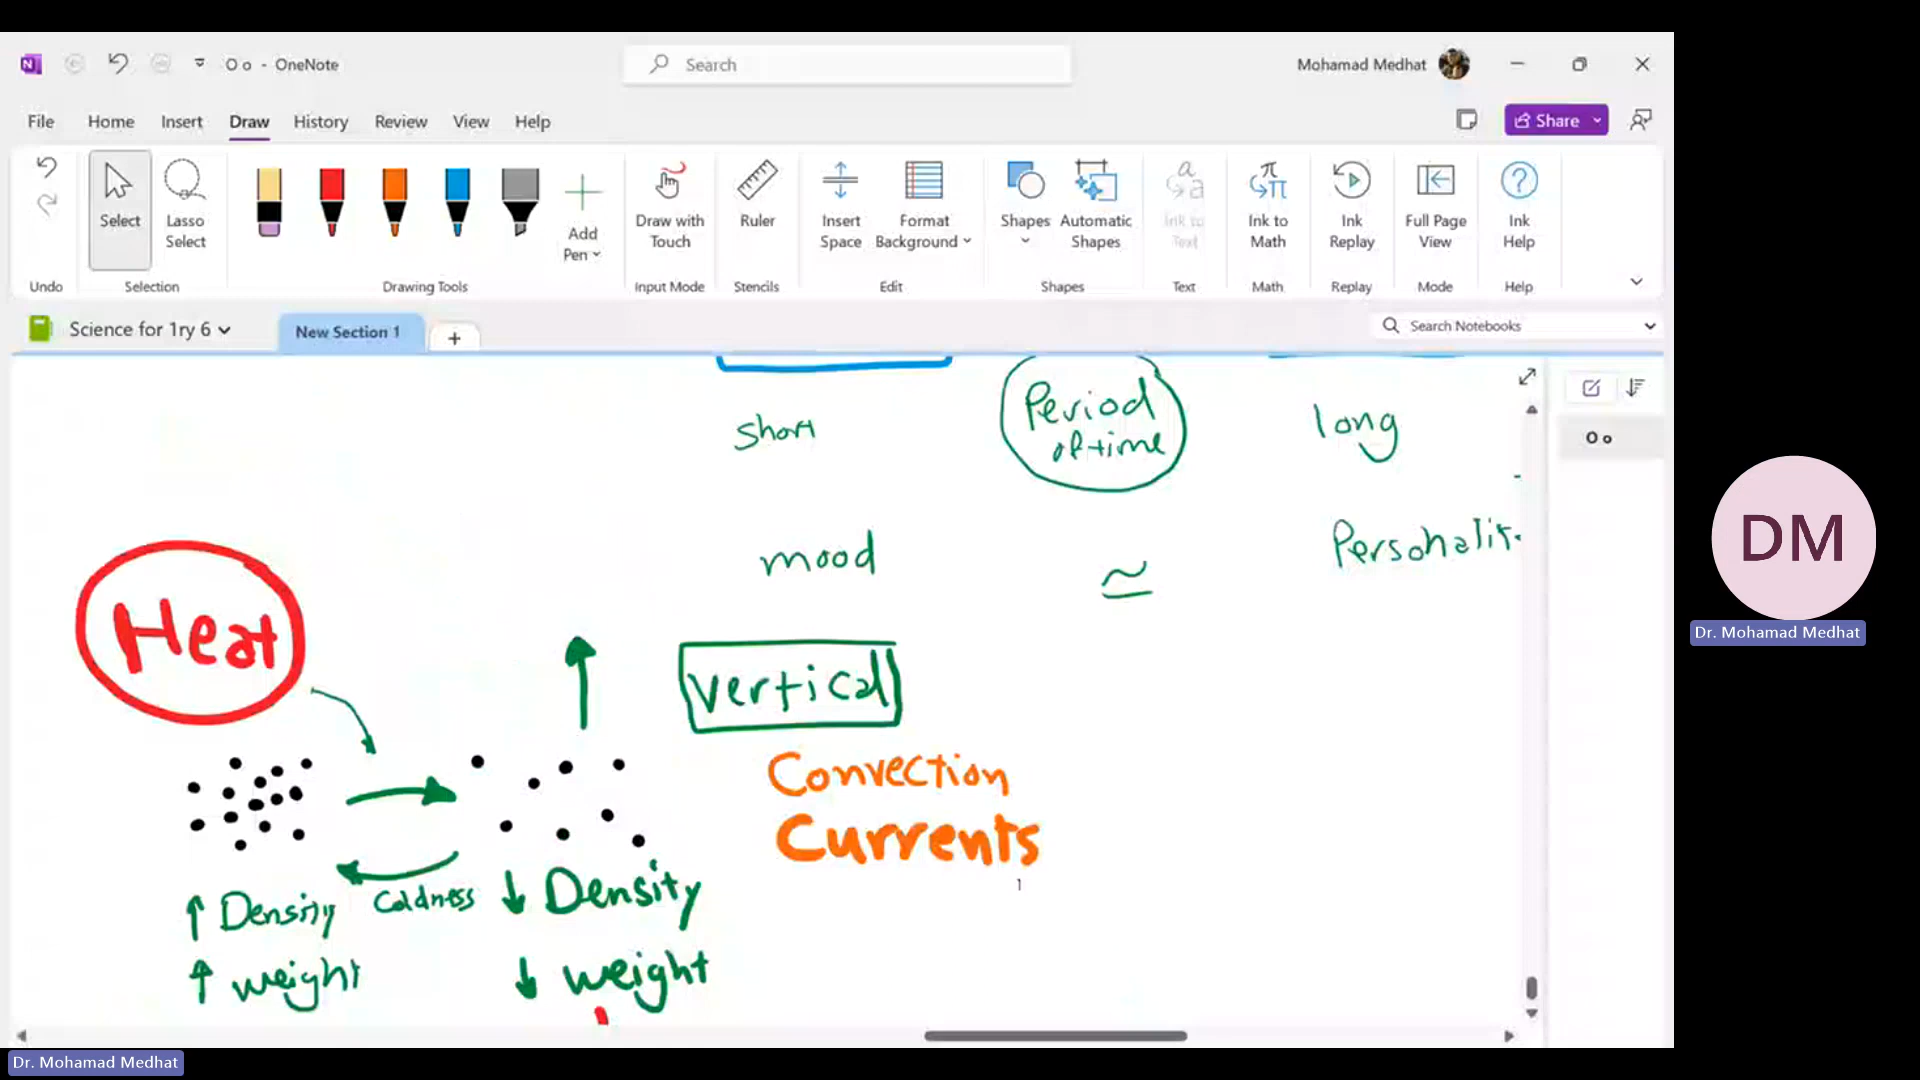 O o - OneNote
Search
Mohamad Medhat
File Home Insert Draw History Review View Help
Share
Select
Lasso Select
Add Pen
Draw with Touch
Ruler
Insert Space
Format Background
Shapes
Automatic Shapes
Ink to Text
Ink to Math
Ink Replay
Full Page View
Ink Help
Undo Selection Drawing Tools Input Mode Stencils Edit Shapes Text Math Replay Mode Help
Science for 1ry 6
New Section 1
Search Notebooks
O o
short
Period
of time
long
mood
≃
Personalit
Heat
vertical
Convection
Currents
1
Coldness
↑ Density
↓ Density
↑ weight
↓ weight
DM
Dr. Mohamad Medhat
Dr. Mohamad Medhat